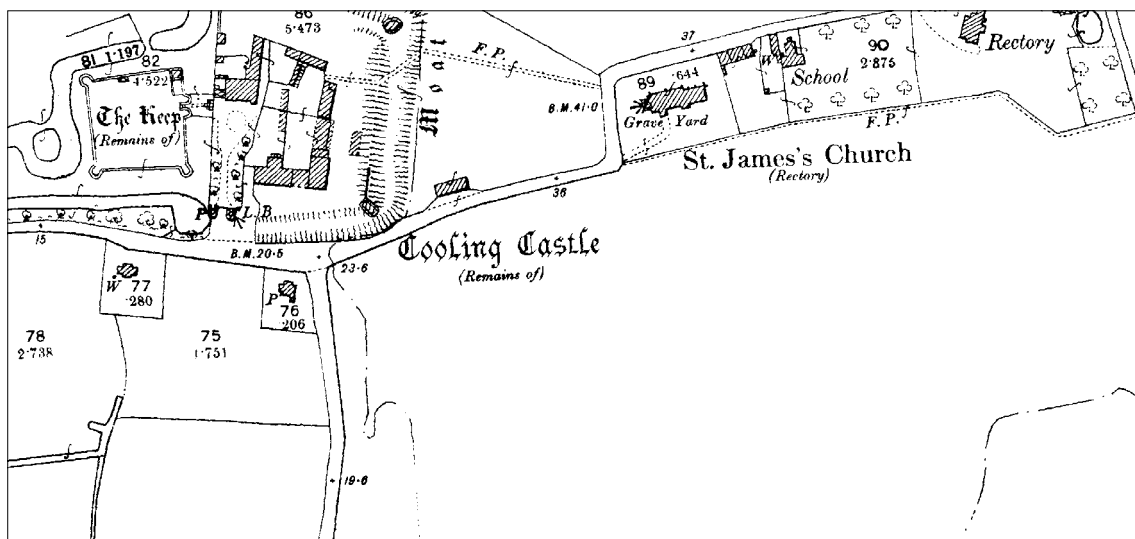 81 1·197
82
4·522
The Keep
(Remains of)
86
5·473
Moat
F. P.
37
B.M. 41·0
89
·644
Grave Yard
W
School
90
2·875
Rectory
F. P.
St. James's Church
(Rectory)
36
P
L. B
15
B.M. 20·5
23·6
Cooling Castle
(Remains of)
W
77
·280
P
76
·206
78
2·738
75
1·751
19·6